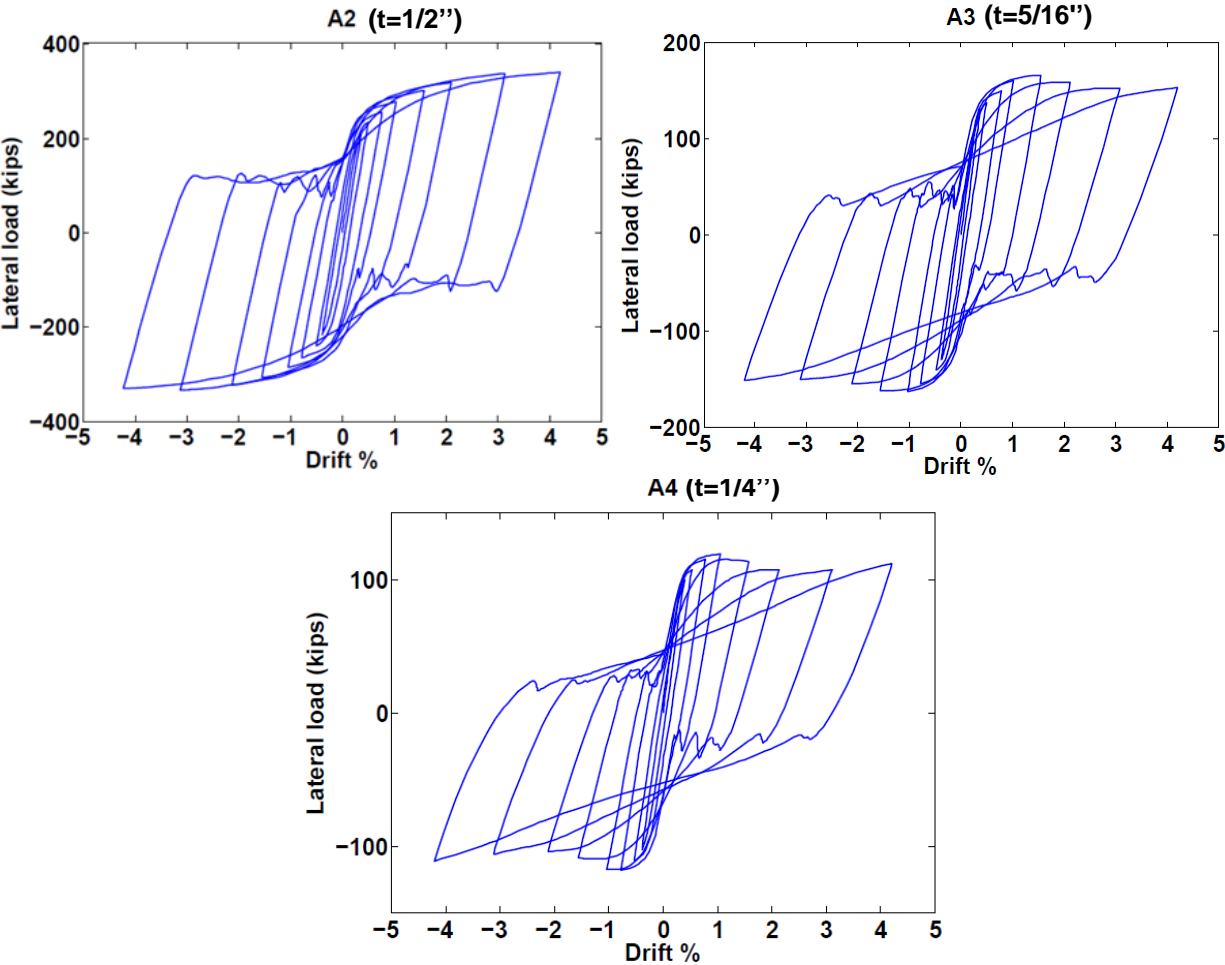 A2 (t=1/2’’)
400
200
0
−200
−400
Lateral load (kips)
−5 −4 −3 −2 −1 0 1 2 3 4 5
Drift %
A3 (t=5/16")
200
100
0
−100
−200
Lateral load (kips)
−5 −4 −3 −2 −1 0 1 2 3 4 5
Drift %
A4 (t=1/4’’)
100
0
−100
Lateral load (kips)
−5 −4 −3 −2 −1 0 1 2 3 4 5
Drift %